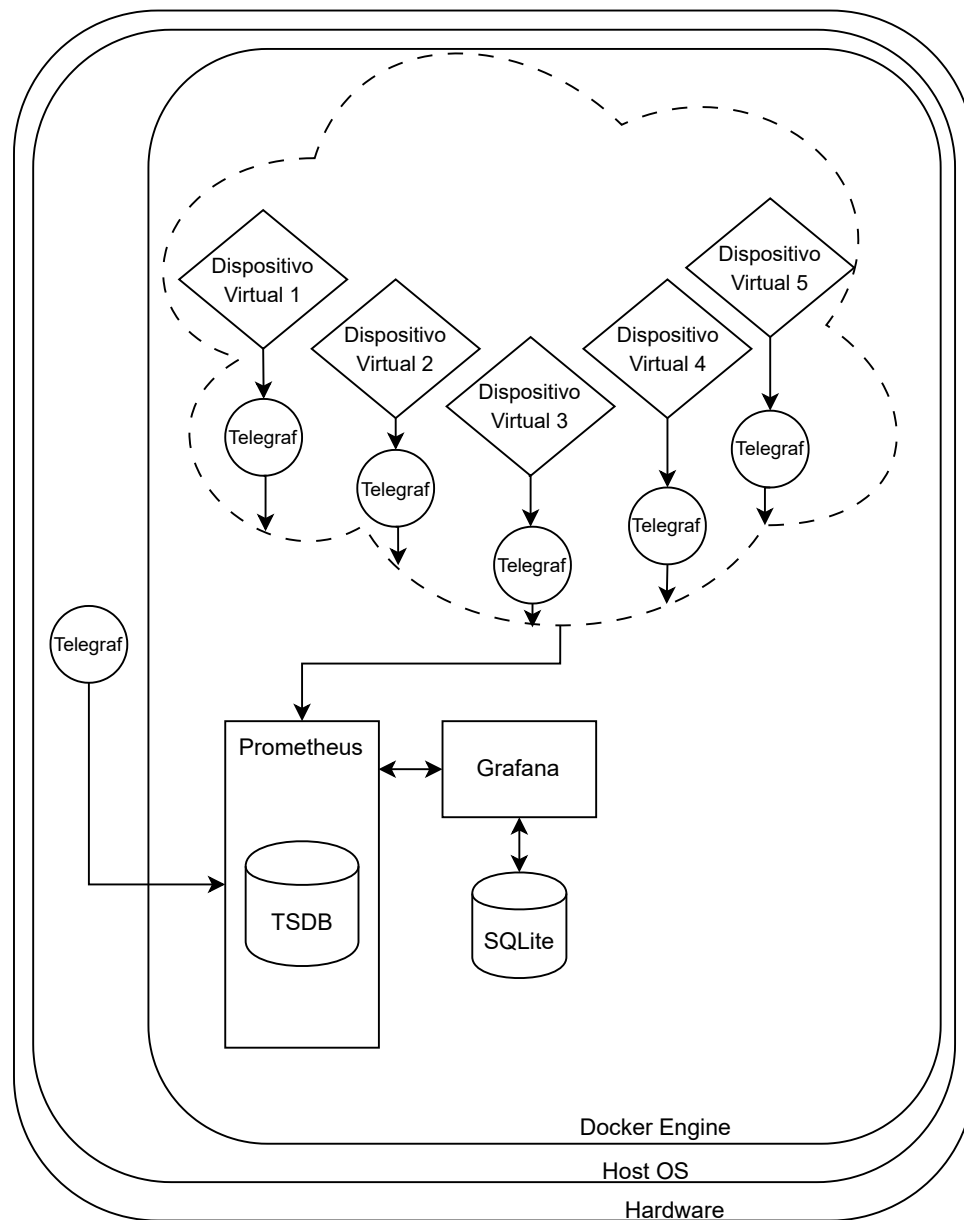 Dispositivo
Virtual 1
Dispositivo
Virtual 2
Dispositivo
Virtual 3
Dispositivo
Virtual 4
Dispositivo
Virtual 5
Telegraf
Telegraf
Telegraf
Telegraf
Telegraf
Telegraf
Prometheus
Grafana
TSDB
SQLite
Docker Engine
Host OS
Hardware